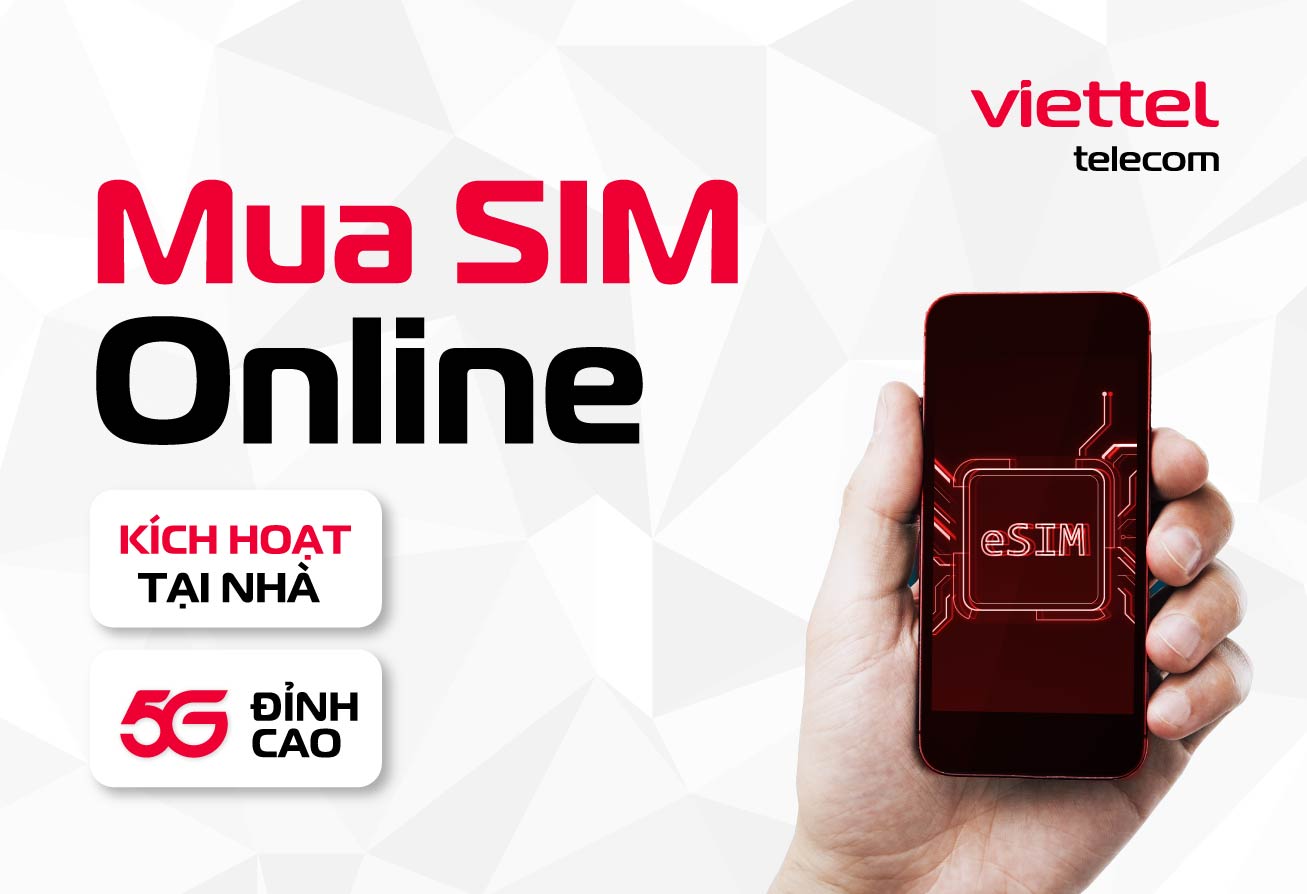 viettel
telecom
Mua SIM
Online
KÍCH HOẠT
TẠI NHÀ
5G ĐỈNH
CAO
eSIM